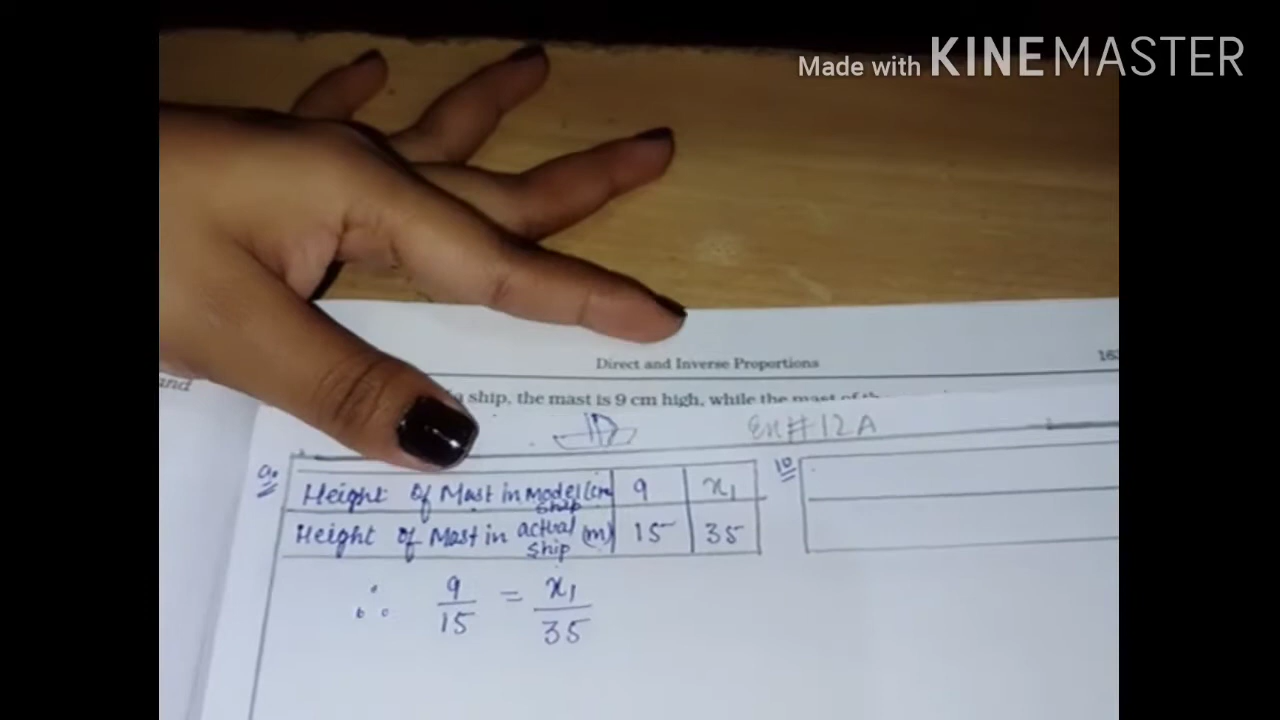 Made with KINEMASTER
Direct and Inverse Proportions
and
ship, the mast is 9 cm high, while the mast of
Ex# 12A
9.
Height Of Mast in Model ship (cm 9 x₁
Height of Mast in actual ship (m) 15 35
10
∴ 9/15 = x₁/35